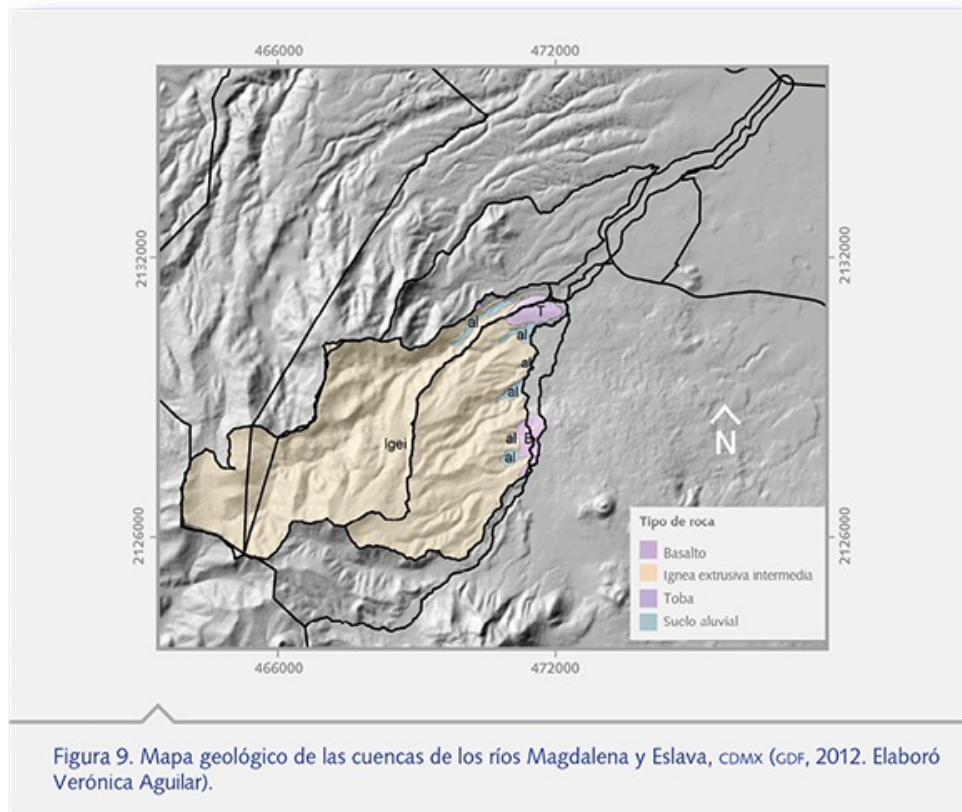 466000 472000
2132000 2132000
T
al
al
al
al
Igei
al B
al
N
Tipo de roca
Basalto
2126000 2126000
Ignea extrusiva intermedia
Toba
Suelo aluvial
466000 472000
Figura 9. Mapa geológico de las cuencas de los ríos Magdalena y Eslava, CDMX (GDF, 2012. Elaboró
Verónica Aguilar).